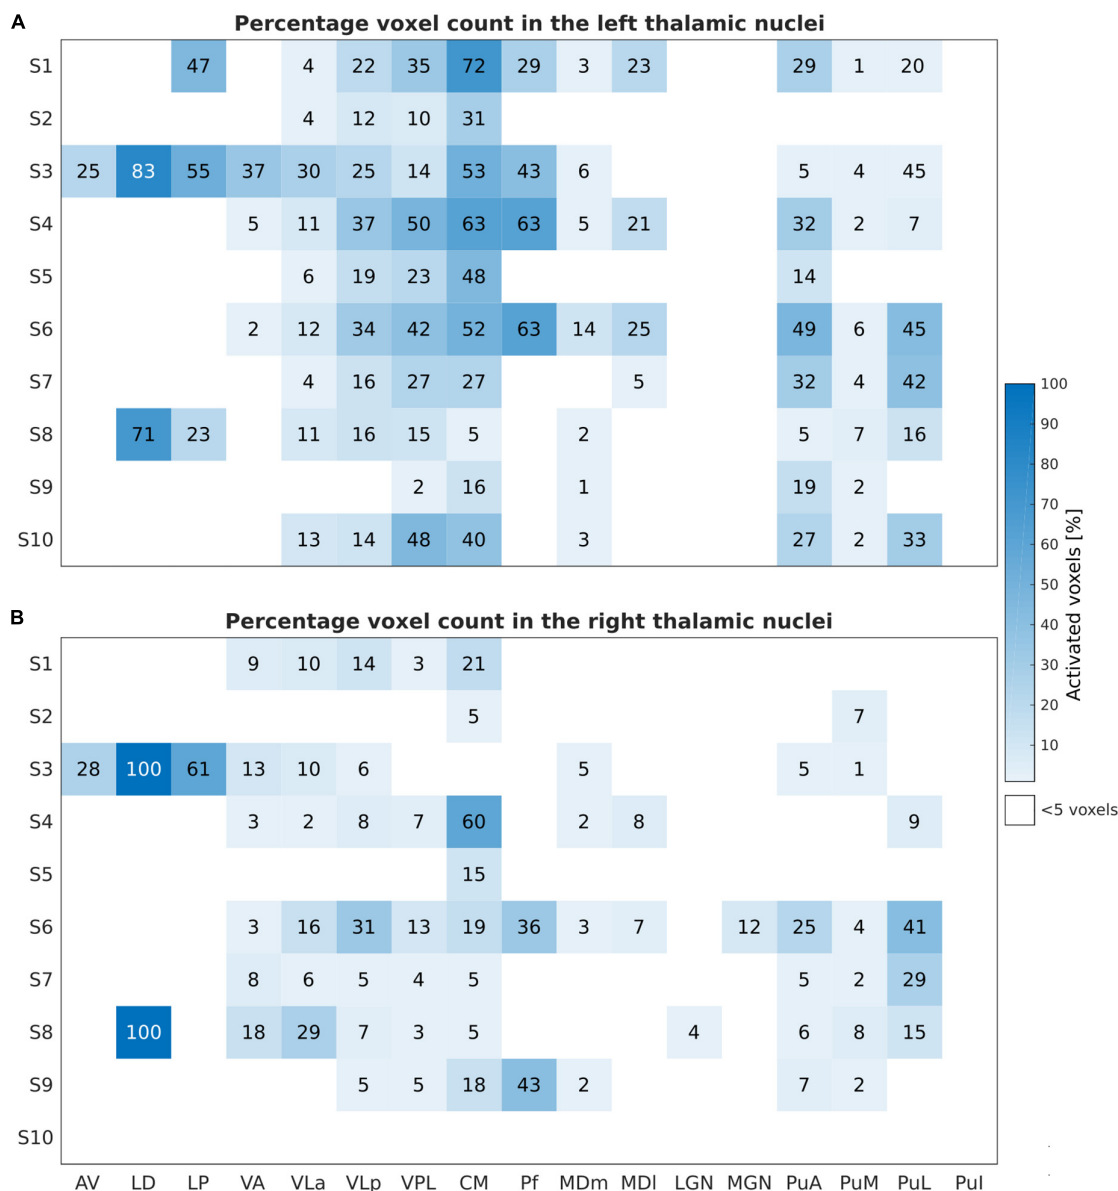 A
Percentage voxel count in the left thalamic nuclei
S1 47 4 22 35 72 29 3 23 29 1 20
S2 4 12 10 31
S3 25 83 55 37 30 25 14 53 43 6 5 4 45
S4 5 11 37 50 63 63 5 21 32 2 7
S5 6 19 23 48 14
S6 2 12 34 42 52 63 14 25 49 6 45
S7 4 16 27 27 5 32 4 42
S8 71 23 11 16 15 5 2 5 7 16
S9 2 16 1 19 2
S10 13 14 48 40 3 27 2 33
B
Percentage voxel count in the right thalamic nuclei
S1 9 10 14 3 21
S2 5 7
S3 28 100 61 13 10 6 5 5 1
S4 3 2 8 7 60 2 8 9
S5 15
S6 3 16 31 13 19 36 3 7 12 25 4 41
S7 8 6 5 4 5 5 2 29
S8 100 18 29 7 3 5 4 6 8 15
S9 5 5 18 43 2 7 2
S10
AV LD LP VA VLa VLp VPL CM Pf MDm MDl LGN MGN PuA PuM PuL PuI
100
90
80
70
60
50
40
30
20
10
Activated voxels [%]
<5 voxels